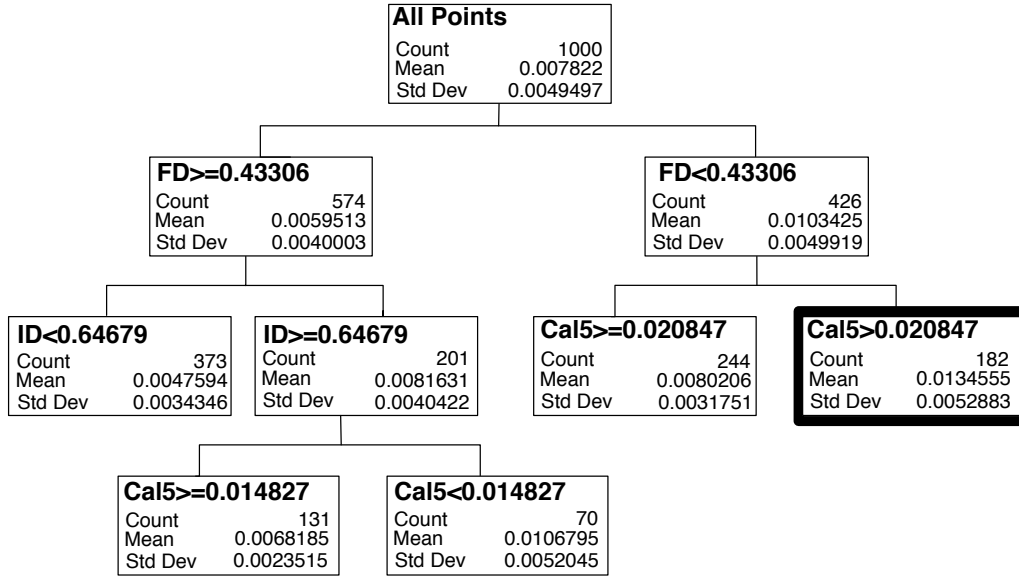 All Points
Count 1000
Mean 0.007822
Std Dev 0.0049497
FD>=0.43306
Count 574
Mean 0.0059513
Std Dev 0.0040003
FD<0.43306
Count 426
Mean 0.0103425
Std Dev 0.0049919
ID<0.64679
Count 373
Mean 0.0047594
Std Dev 0.0034346
ID>=0.64679
Count 201
Mean 0.0081631
Std Dev 0.0040422
Cal5>=0.020847
Count 244
Mean 0.0080206
Std Dev 0.0031751
Cal5>0.020847
Count 182
Mean 0.0134555
Std Dev 0.0052883
Cal5>=0.014827
Count 131
Mean 0.0068185
Std Dev 0.0023515
Cal5<0.014827
Count 70
Mean 0.0106795
Std Dev 0.0052045